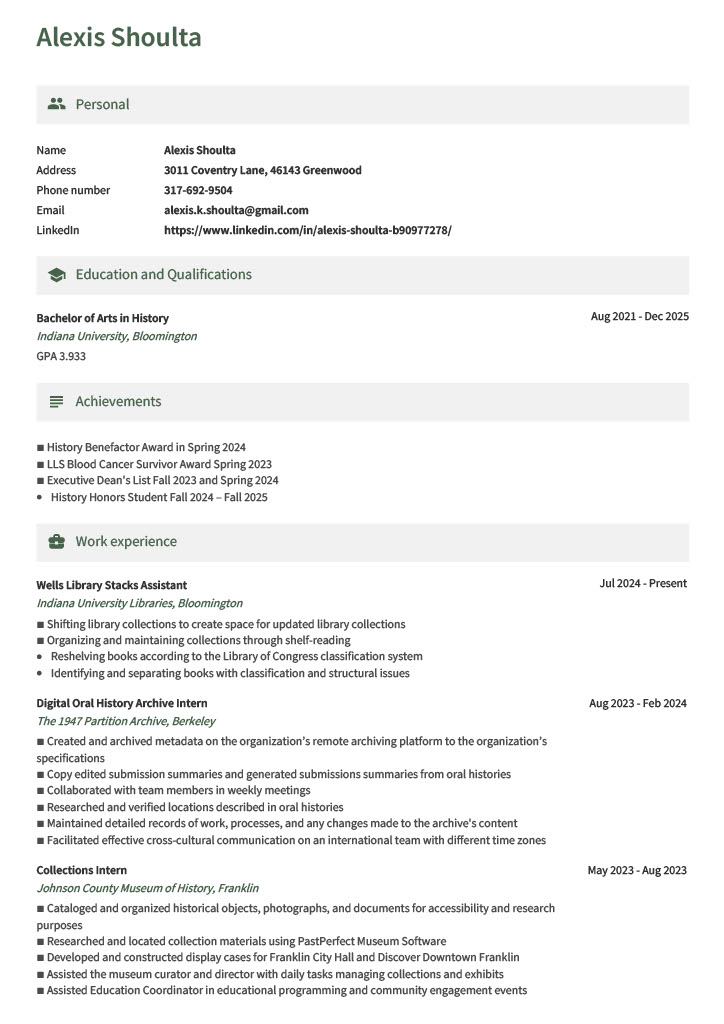 Alexis Shoulta
Personal
Name Alexis Shoulta
Address 3011 Coventry Lane, 46143 Greenwood
Phone number 317-692-9504
Email alexis.k.shoulta@gmail.com
LinkedIn https://www.linkedin.com/in/alexis-shoulta-b90977278/
Education and Qualifications
Bachelor of Arts in History Aug 2021 - Dec 2025
Indiana University, Bloomington
GPA 3.933
Achievements
■ History Benefactor Award in Spring 2024
■ LLS Blood Cancer Survivor Award Spring 2023
■ Executive Dean's List Fall 2023 and Spring 2024
• History Honors Student Fall 2024 – Fall 2025
Work experience
Wells Library Stacks Assistant Jul 2024 - Present
Indiana University Libraries, Bloomington
■ Shifting library collections to create space for updated library collections
■ Organizing and maintaining collections through shelf-reading
• Reshelving books according to the Library of Congress classification system
• Identifying and separating books with classification and structural issues
Digital Oral History Archive Intern Aug 2023 - Feb 2024
The 1947 Partition Archive, Berkeley
■ Created and archived metadata on the organization's remote archiving platform to the organization's
specifications
■ Copy edited submission summaries and generated submissions summaries from oral histories
■ Collaborated with team members in weekly meetings
■ Researched and verified locations described in oral histories
■ Maintained detailed records of work, processes, and any changes made to the archive's content
■ Facilitated effective cross-cultural communication on an international team with different time zones
Collections Intern May 2023 - Aug 2023
Johnson County Museum of History, Franklin
■ Cataloged and organized historical objects, photographs, and documents for accessibility and research
purposes
■ Researched and located collection materials using PastPerfect Museum Software
■ Developed and constructed display cases for Franklin City Hall and Discover Downtown Franklin
■ Assisted the museum curator and director with daily tasks managing collections and exhibits
■ Assisted Education Coordinator in educational programming and community engagement events